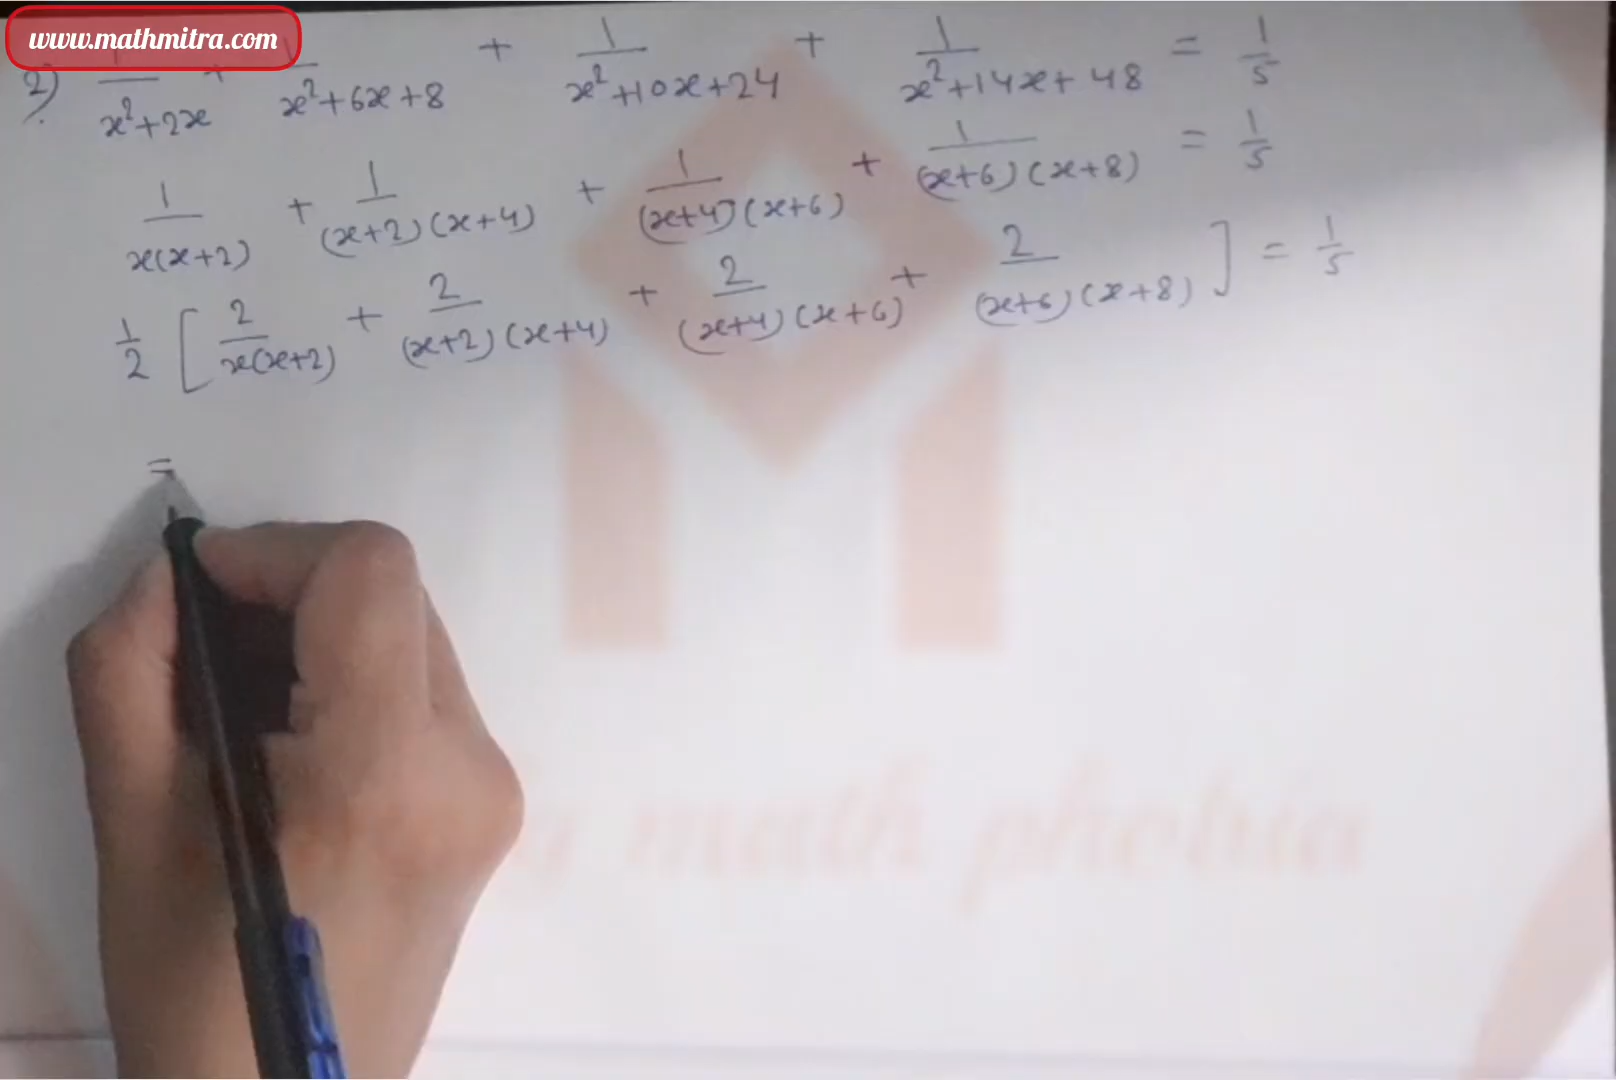 www.mathmitra.com
2) 1/(x²+2x) + 1/(x²+6x+8) + 1/(x²+10x+24) + 1/(x²+14x+48) = 1/5
1/(x(x+2)) + 1/((x+2)(x+4)) + 1/((x+4)(x+6)) + 1/((x+6)(x+8)) = 1/5
1/2 [ 2/(x(x+2)) + 2/((x+2)(x+4)) + 2/((x+4)(x+6)) + 2/((x+6)(x+8)) ] = 1/5
=
math phobia